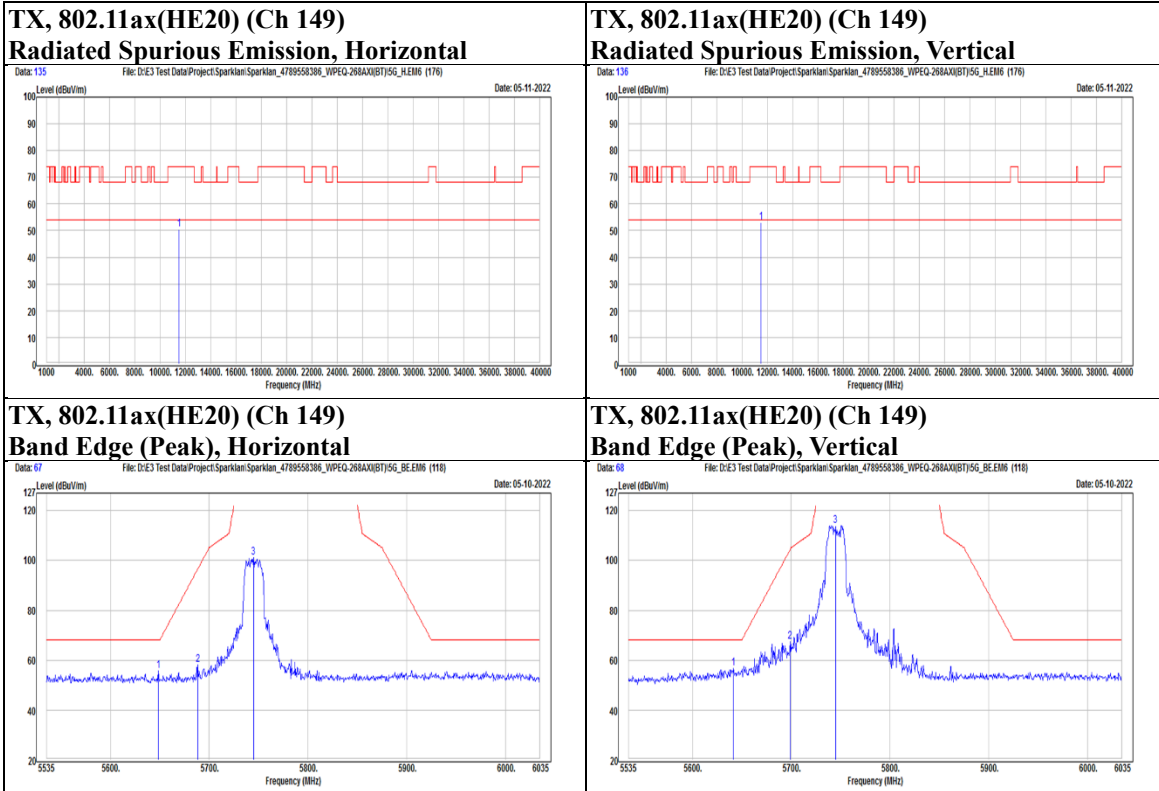 TX, 802.11ax(HE20) (Ch 149)
Radiated Spurious Emission, Horizontal
Data: 135 File: D:\E3 Test Data\Project\Sparklan\Sparklan_4789558386_WPEQ-268AXI(BT)\5G_H.EM6 (176)
Level (dBuV/m) Date: 05-11-2022
100
90
80
70
60
50
40
30
20
10
0
1
1000 4000. 6000. 8000. 10000. 12000. 14000. 16000. 18000. 20000. 22000. 24000. 26000. 28000. 30000. 32000. 34000. 36000. 38000. 40000
Frequency (MHz)
TX, 802.11ax(HE20) (Ch 149)
Radiated Spurious Emission, Vertical
Data: 136 File: D:\E3 Test Data\Project\Sparklan\Sparklan_4789558386_WPEQ-268AXI(BT)\5G_H.EM6 (176)
Level (dBuV/m) Date: 05-11-2022
100
90
80
70
60
50
40
30
20
10
0
1
1000 4000. 6000. 8000. 10000. 12000. 14000. 16000. 18000. 20000. 22000. 24000. 26000. 28000. 30000. 32000. 34000. 36000. 38000. 40000
Frequency (MHz)
TX, 802.11ax(HE20) (Ch 149)
Band Edge (Peak), Horizontal
Data: 67 File: D:\E3 Test Data\Project\Sparklan\Sparklan_4789558386_WPEQ-268AXI(BT)\5G_BE.EM6 (118)
127 Level (dBuV/m) Date: 05-10-2022
120
100
80
60
40
20
1 2 3
5535 5600. 5700. 5800. 5900. 6000. 6035
Frequency (MHz)
TX, 802.11ax(HE20) (Ch 149)
Band Edge (Peak), Vertical
Data: 68 File: D:\E3 Test Data\Project\Sparklan\Sparklan_4789558386_WPEQ-268AXI(BT)\5G_BE.EM6 (118)
127 Level (dBuV/m) Date: 05-10-2022
120
100
80
60
40
20
1 2 3
5535 5600. 5700. 5800. 5900. 6000. 6035
Frequency (MHz)